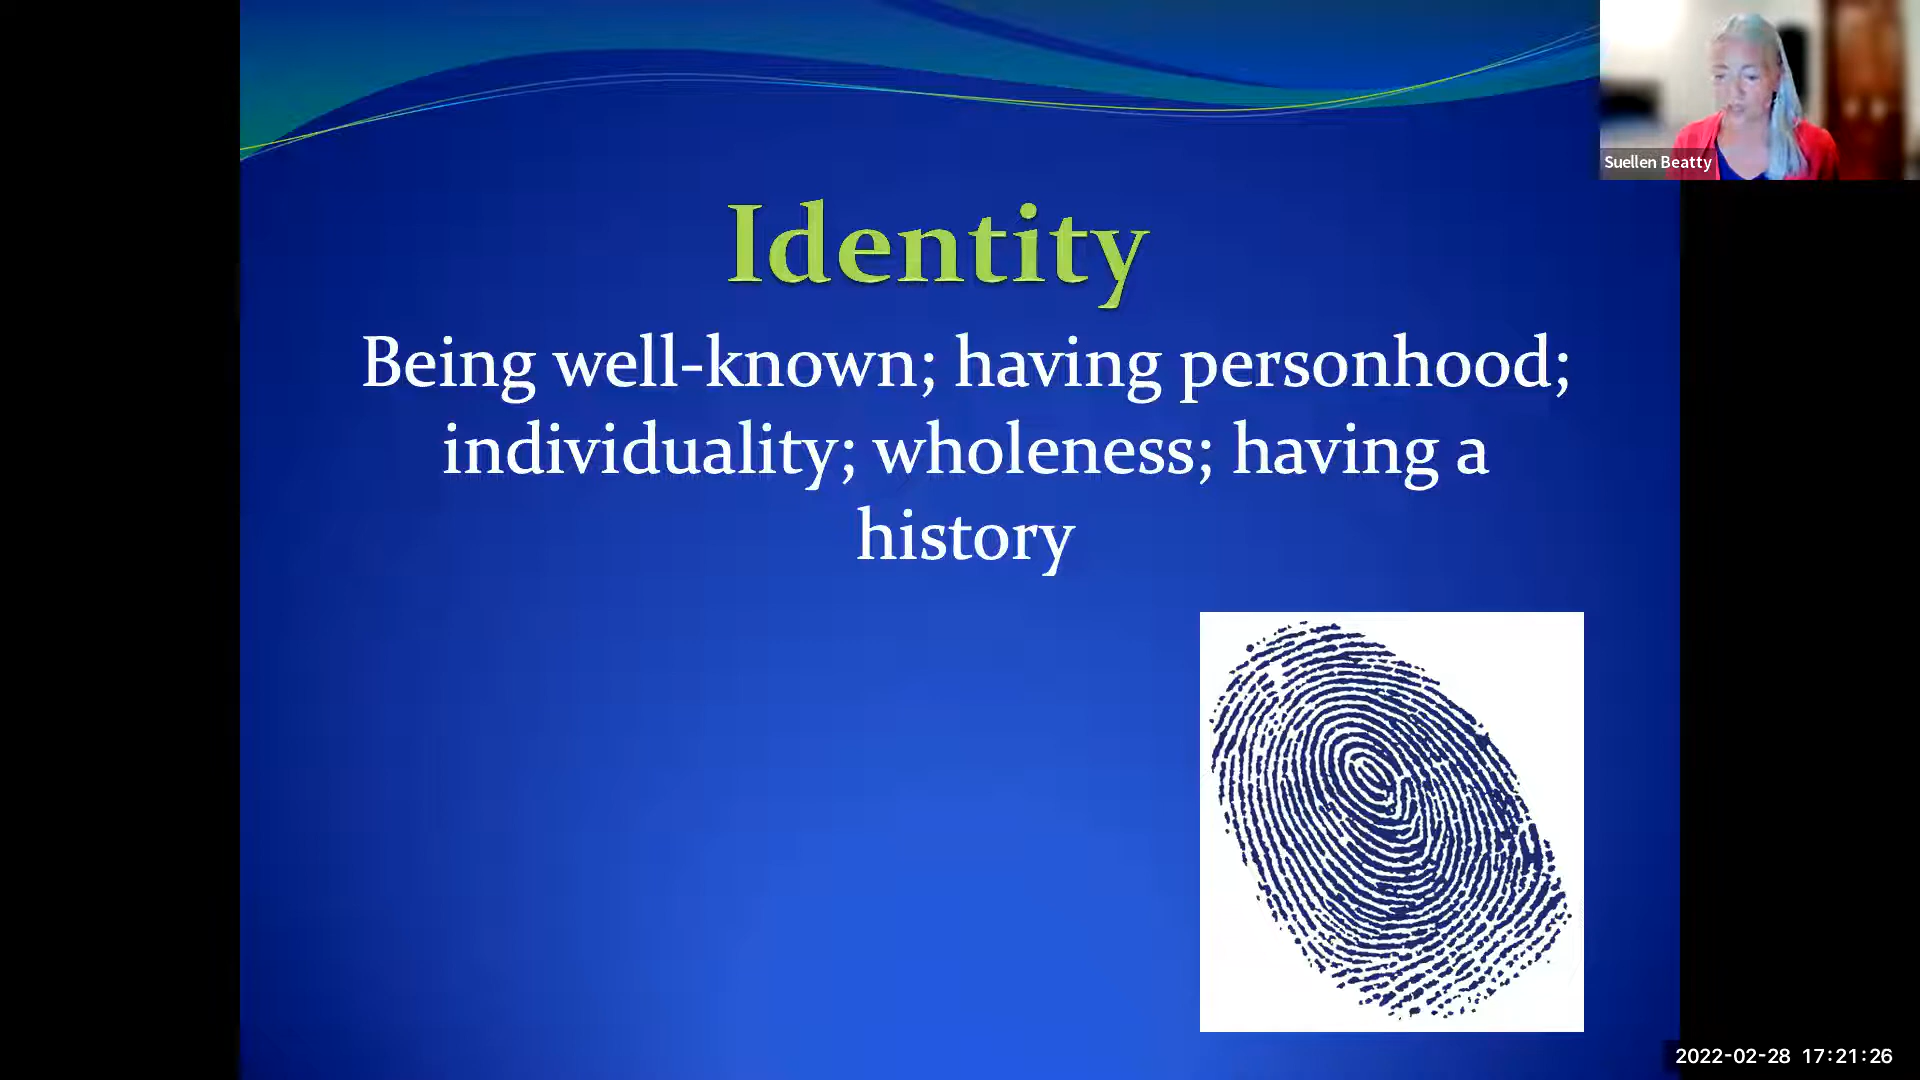 Suellen Beatty
Identity
Being well-known; having personhood;
individuality; wholeness; having a
history
2022-02-28 17:21:26